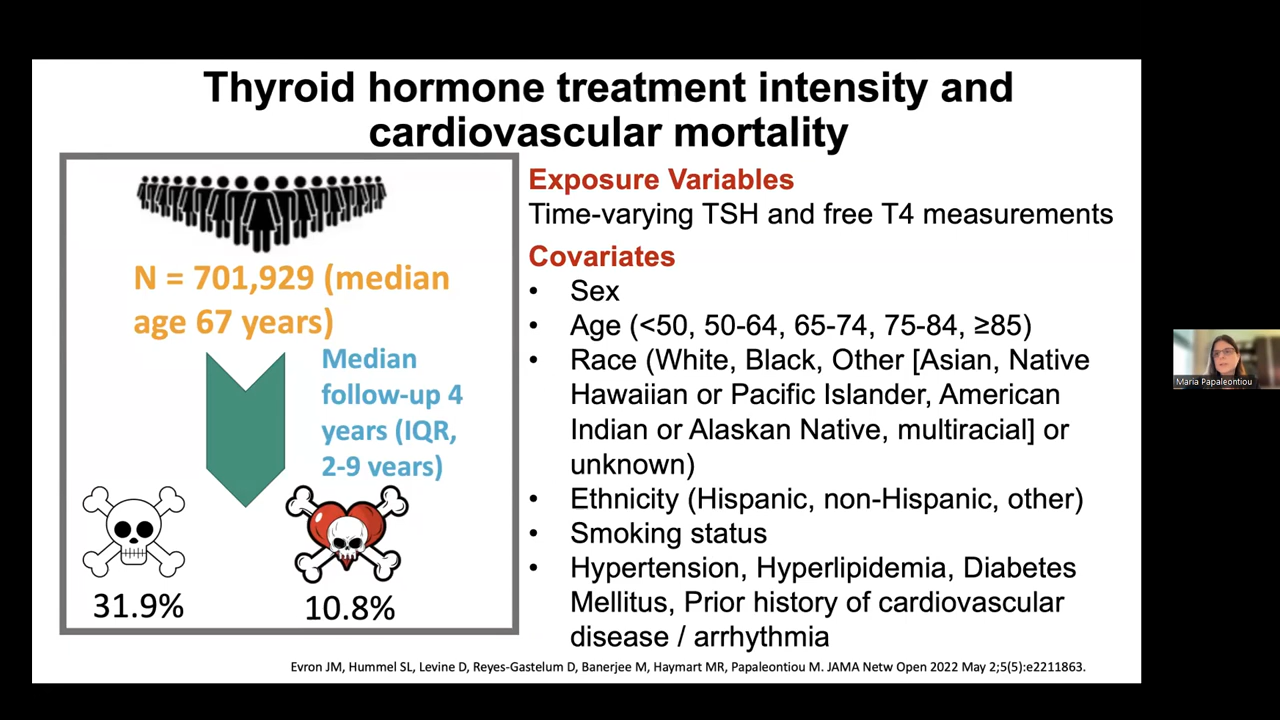 Thyroid hormone treatment intensity and
cardiovascular mortality
N = 701,929 (median
age 67 years)
Median
follow-up 4
years (IQR,
2-9 years)
31.9%
10.8%
Exposure Variables
Time-varying TSH and free T4 measurements
Covariates
• Sex
• Age (<50, 50-64, 65-74, 75-84, ≥85)
• Race (White, Black, Other [Asian, Native
Hawaiian or Pacific Islander, American
Indian or Alaskan Native, multiracial] or
unknown)
• Ethnicity (Hispanic, non-Hispanic, other)
• Smoking status
• Hypertension, Hyperlipidemia, Diabetes
Mellitus, Prior history of cardiovascular
disease / arrhythmia
Evron JM, Hummel SL, Levine D, Reyes-Gastelum D, Banerjee M, Haymart MR, Papaleontiou M. JAMA Netw Open 2022 May 2;5(5):e2211863.
Maria Papaleontiou